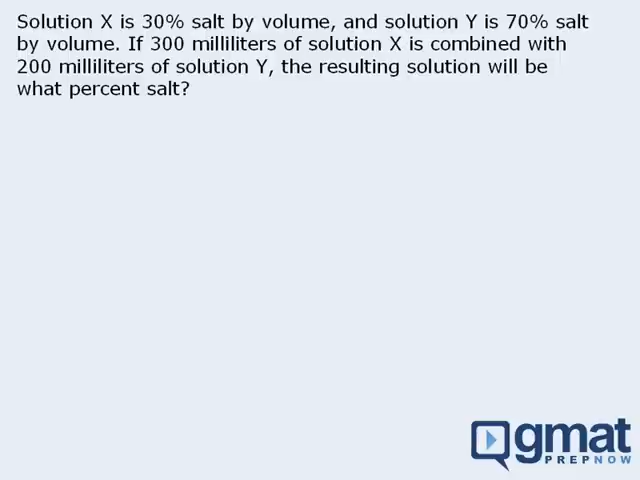 Solution X is 30% salt by volume, and solution Y is 70% salt
by volume. If 300 milliliters of solution X is combined with
200 milliliters of solution Y, the resulting solution will be
what percent salt?
gmat
PREPNOW